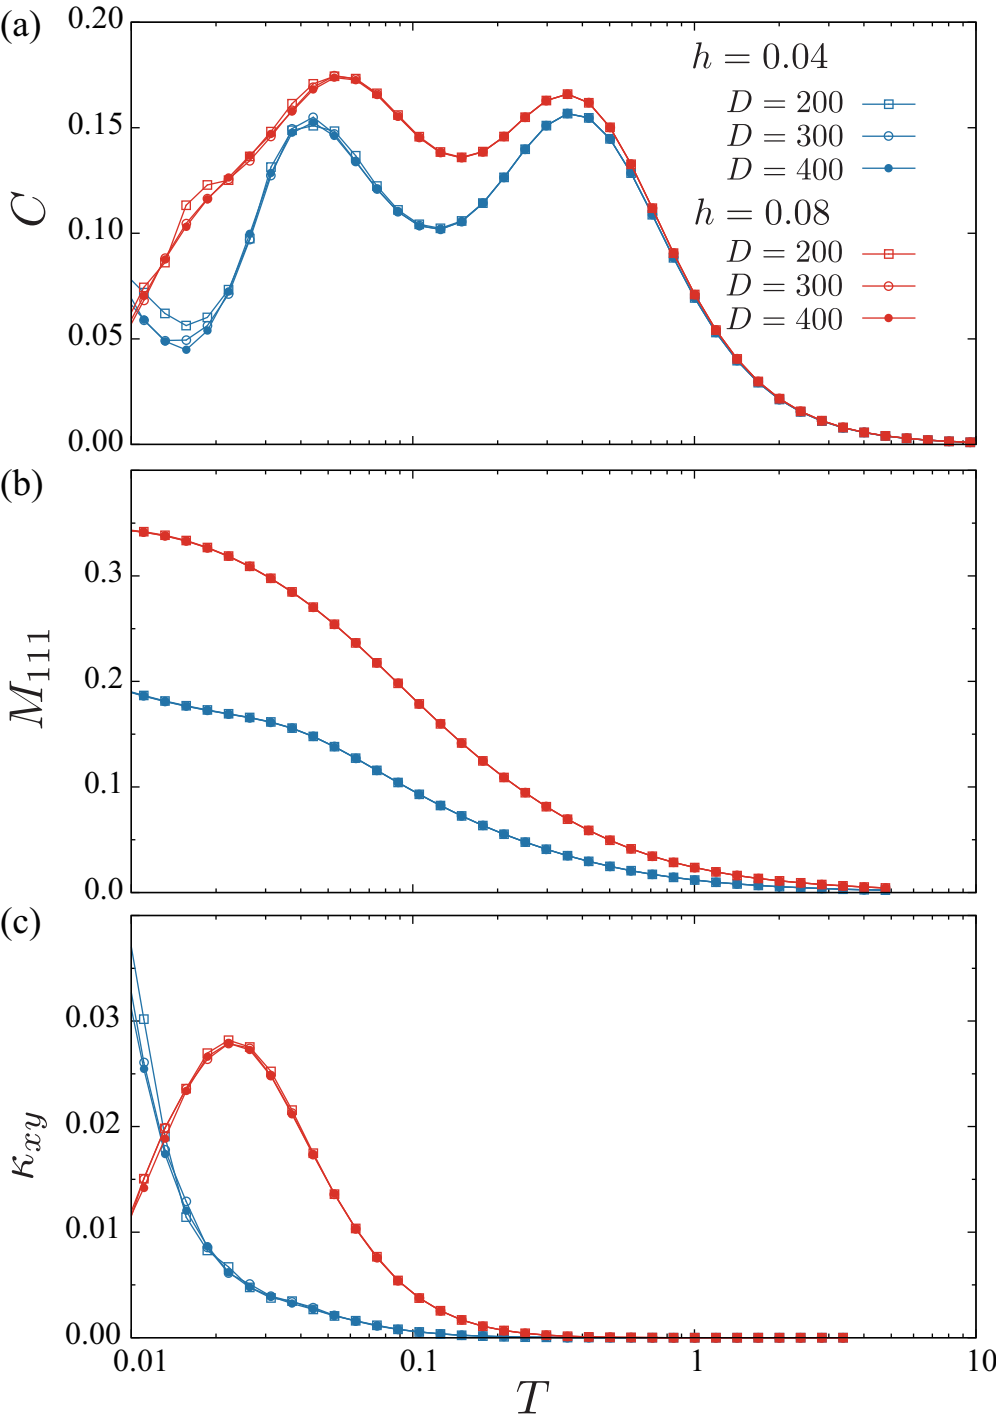 (a)
C
0.20
0.15
0.10
0.05
0.00
h = 0.04
D = 200
D = 300
D = 400
h = 0.08
D = 200
D = 300
D = 400
(b)
M₁₁₁
0.3
0.2
0.1
0.0
(c)
κxy
0.03
0.02
0.01
0.00
0.01 0.1 1 10
T